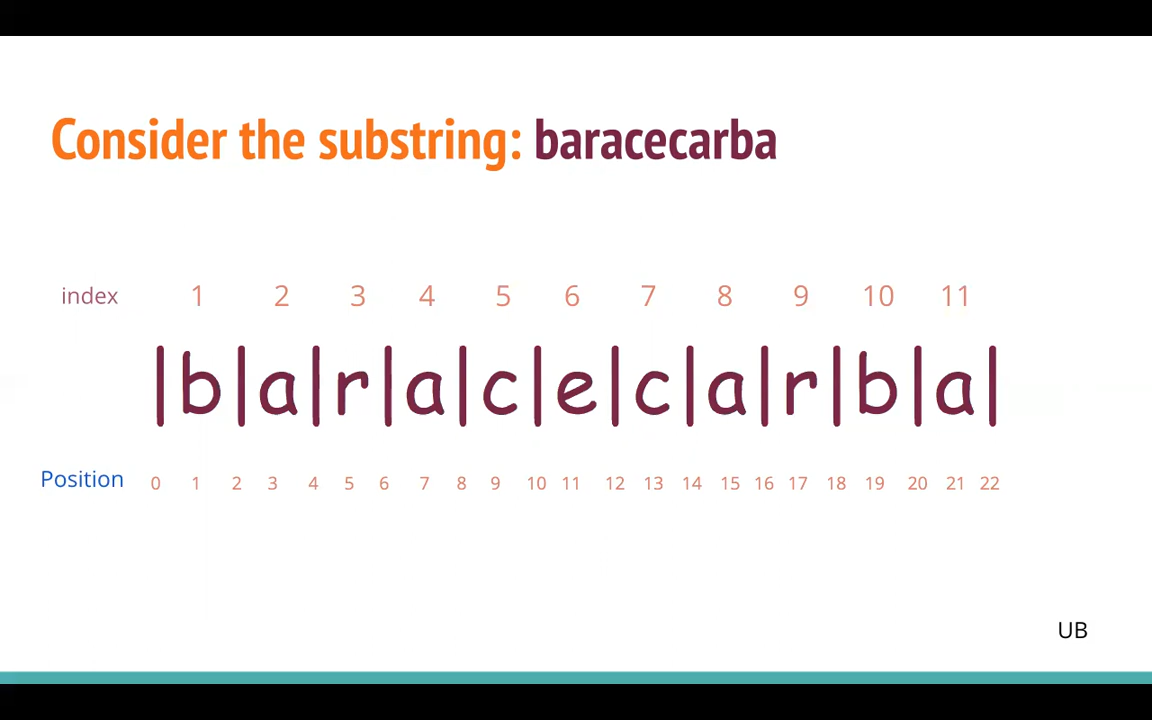 Consider the substring: baracecarba
index 1 2 3 4 5 6 7 8 9 10 11
|b|a|r|a|c|e|c|a|r|b|a|
Position 0 1 2 3 4 5 6 7 8 9 10 11 12 13 14 15 16 17 18 19 20 21 22
UB